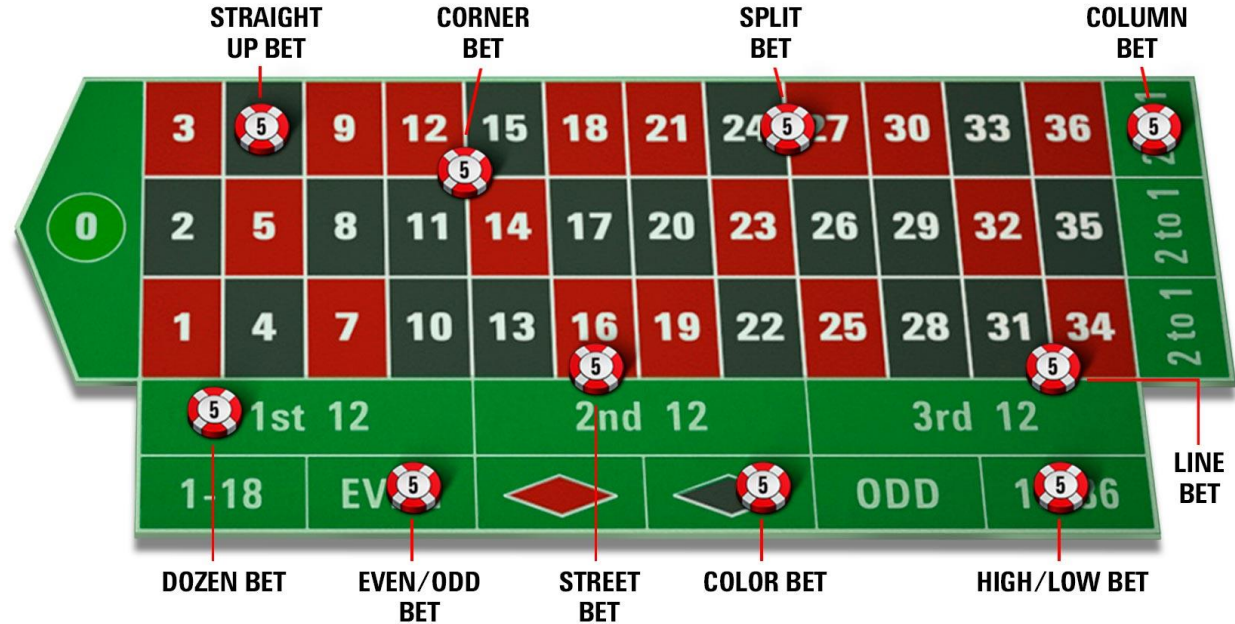 STRAIGHT
UP BET
CORNER
BET
SPLIT
BET
COLUMN
BET
3 5 9 12 15 18 21 24 5 27 30 33 36 5
5
0 2 5 8 11 14 17 20 23 26 29 32 35 2 to 1
1 4 7 10 13 16 19 22 25 28 31 34 2 to 1
5 5
5 1st 12 2nd 12 3rd 12
1-18 5 5 ODD 5
LINE
BET
DOZEN BET
EVEN/ODD
BET
STREET
BET
COLOR BET
HIGH/LOW BET